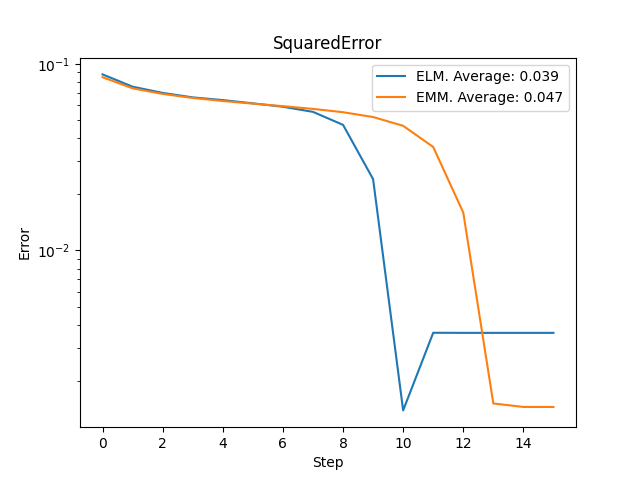 SquaredError
ELM. Average: 0.039
EMM. Average: 0.047
Error
10⁻¹
10⁻²
0 2 4 6 8 10 12 14
Step